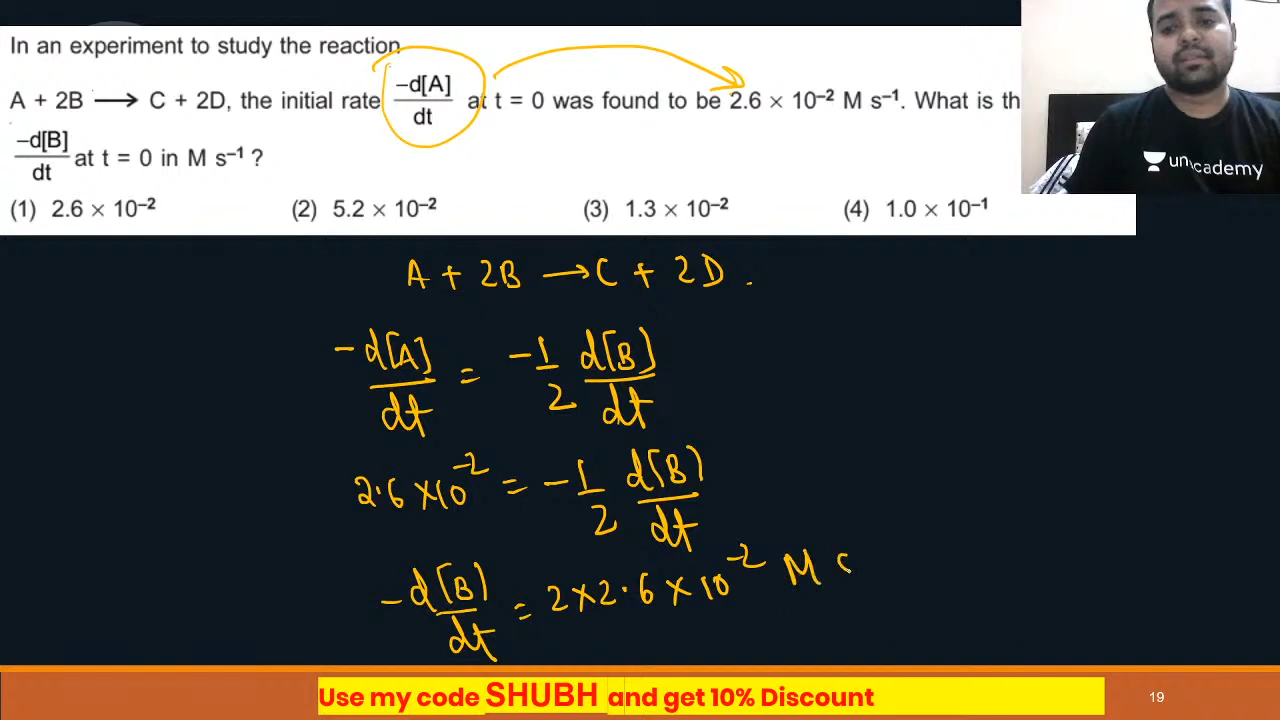 In an experiment to study the reaction
A + 2B ⟶ C + 2D, the initial rate −d[A]/dt at t = 0 was found to be 2.6 × 10⁻² M s⁻¹. What is th
−d[B]/dt at t = 0 in M s⁻¹ ?
(1) 2.6 × 10⁻² (2) 5.2 × 10⁻² (3) 1.3 × 10⁻² (4) 1.0 × 10⁻¹
unacademy
A + 2B ⟶ C + 2D .
−d[A]/dt = −1/2 d[B]/dt
2.6 × 10⁻² = −1/2 d[B]/dt
−d[B]/dt = 2 × 2.6 × 10⁻² M
Use my code SHUBH and get 10% Discount
19